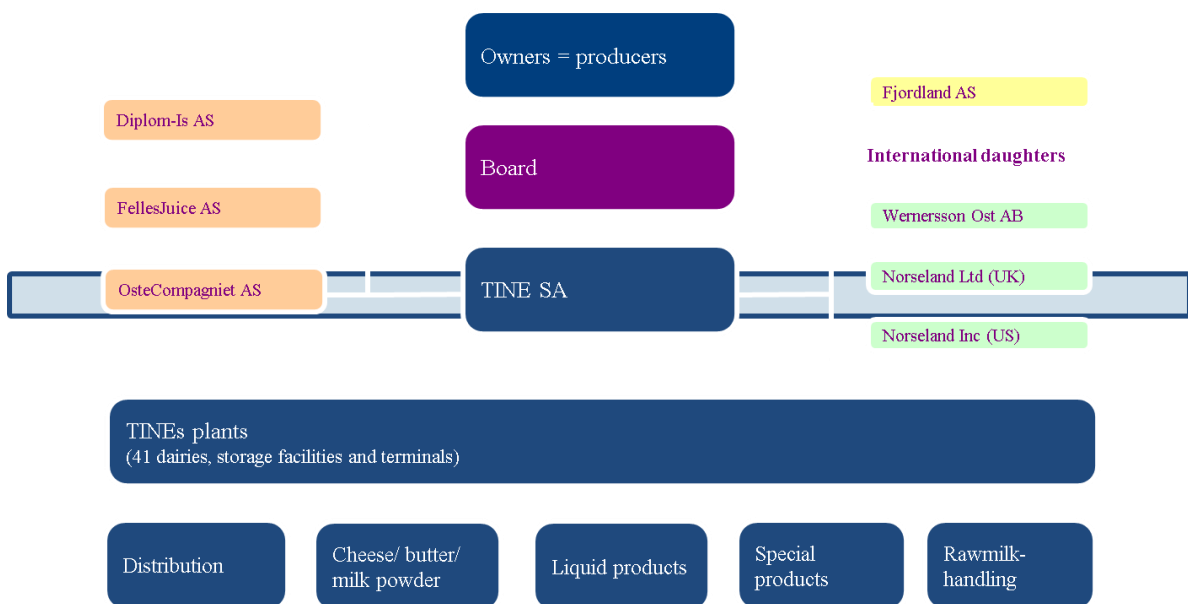 Owners = producers
Fjordland AS
Diplom-Is AS
Board
International daughters
FellesJuice AS
Wernersson Ost AB
OsteCompagniet AS
TINE SA
Norseland Ltd (UK)
Norseland Inc (US)
TINEs plants
(41 dairies, storage facilities and terminals)
Distribution
Cheese/ butter/
milk powder
Liquid products
Special
products
Rawmilk-
handling